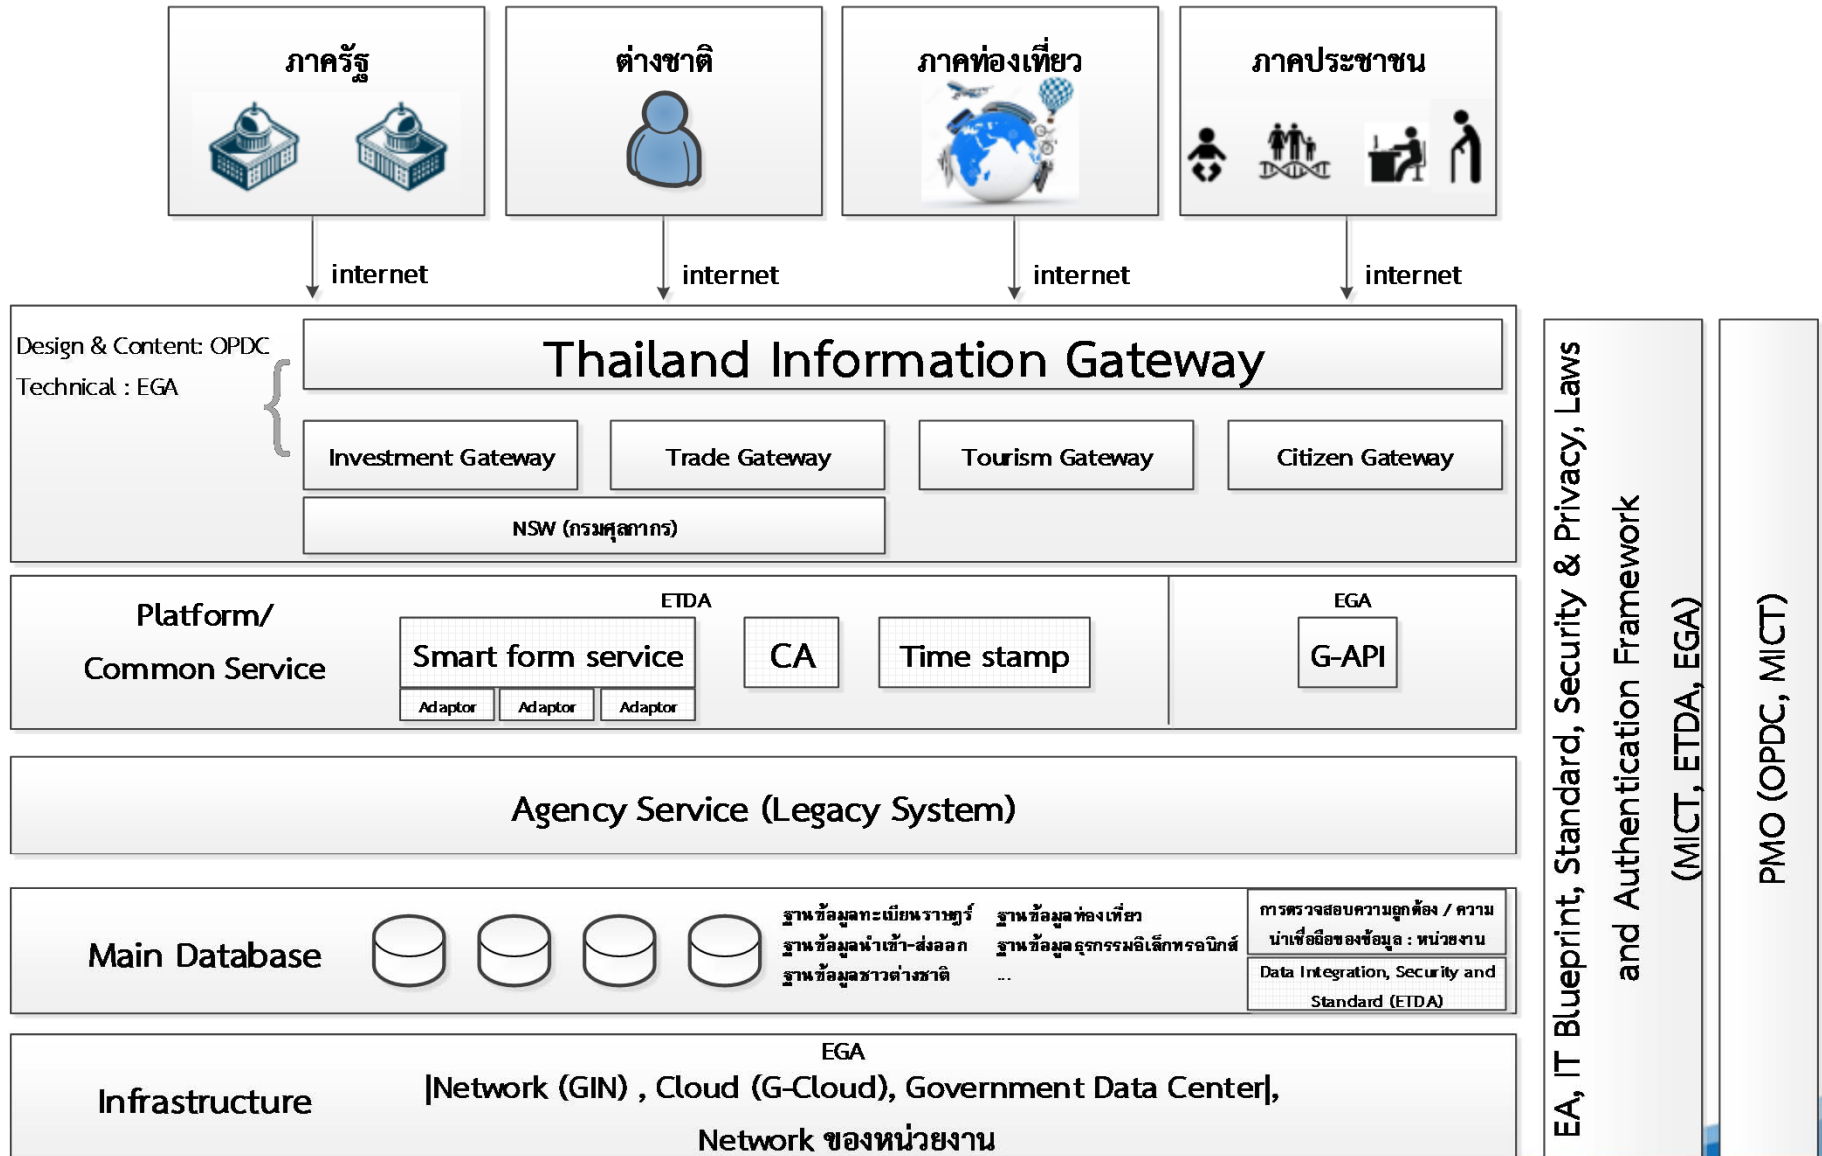 ภาครัฐ
ต่างชาติ
ภาคท่องเที่ยว
ภาคประชาชน
internet
internet
internet
internet
Design & Content: OPDC
Technical : EGA
Thailand Information Gateway
Investment Gateway
Trade Gateway
Tourism Gateway
Citizen Gateway
NSW (กรมศุลกากร)
Platform/
Common Service
ETDA
Smart form service
Adaptor
Adaptor
Adaptor
CA
Time stamp
EGA
G-API
Agency Service (Legacy System)
Main Database
ฐานข้อมูลทะเบียนราษฎร์
ฐานข้อมูลนำเข้า-ส่งออก
ฐานข้อมูลชาวต่างชาติ
ฐานข้อมูลท่องเที่ยว
ฐานข้อมูลธุรกรรมอิเล็กทรอนิกส์
...
การตรวจสอบความถูกต้อง / ความ
น่าเชื่อถือของข้อมูล : หน่วยงาน
Data Integration, Security and
Standard (ETDA)
Infrastructure
EGA
|Network (GIN) , Cloud (G-Cloud), Government Data Center|,
Network ของหน่วยงาน
EA, IT Blueprint, Standard, Security & Privacy, Laws
and Authentication Framework
(MICT, ETDA, EGA)
PMO (OPDC, MICT)